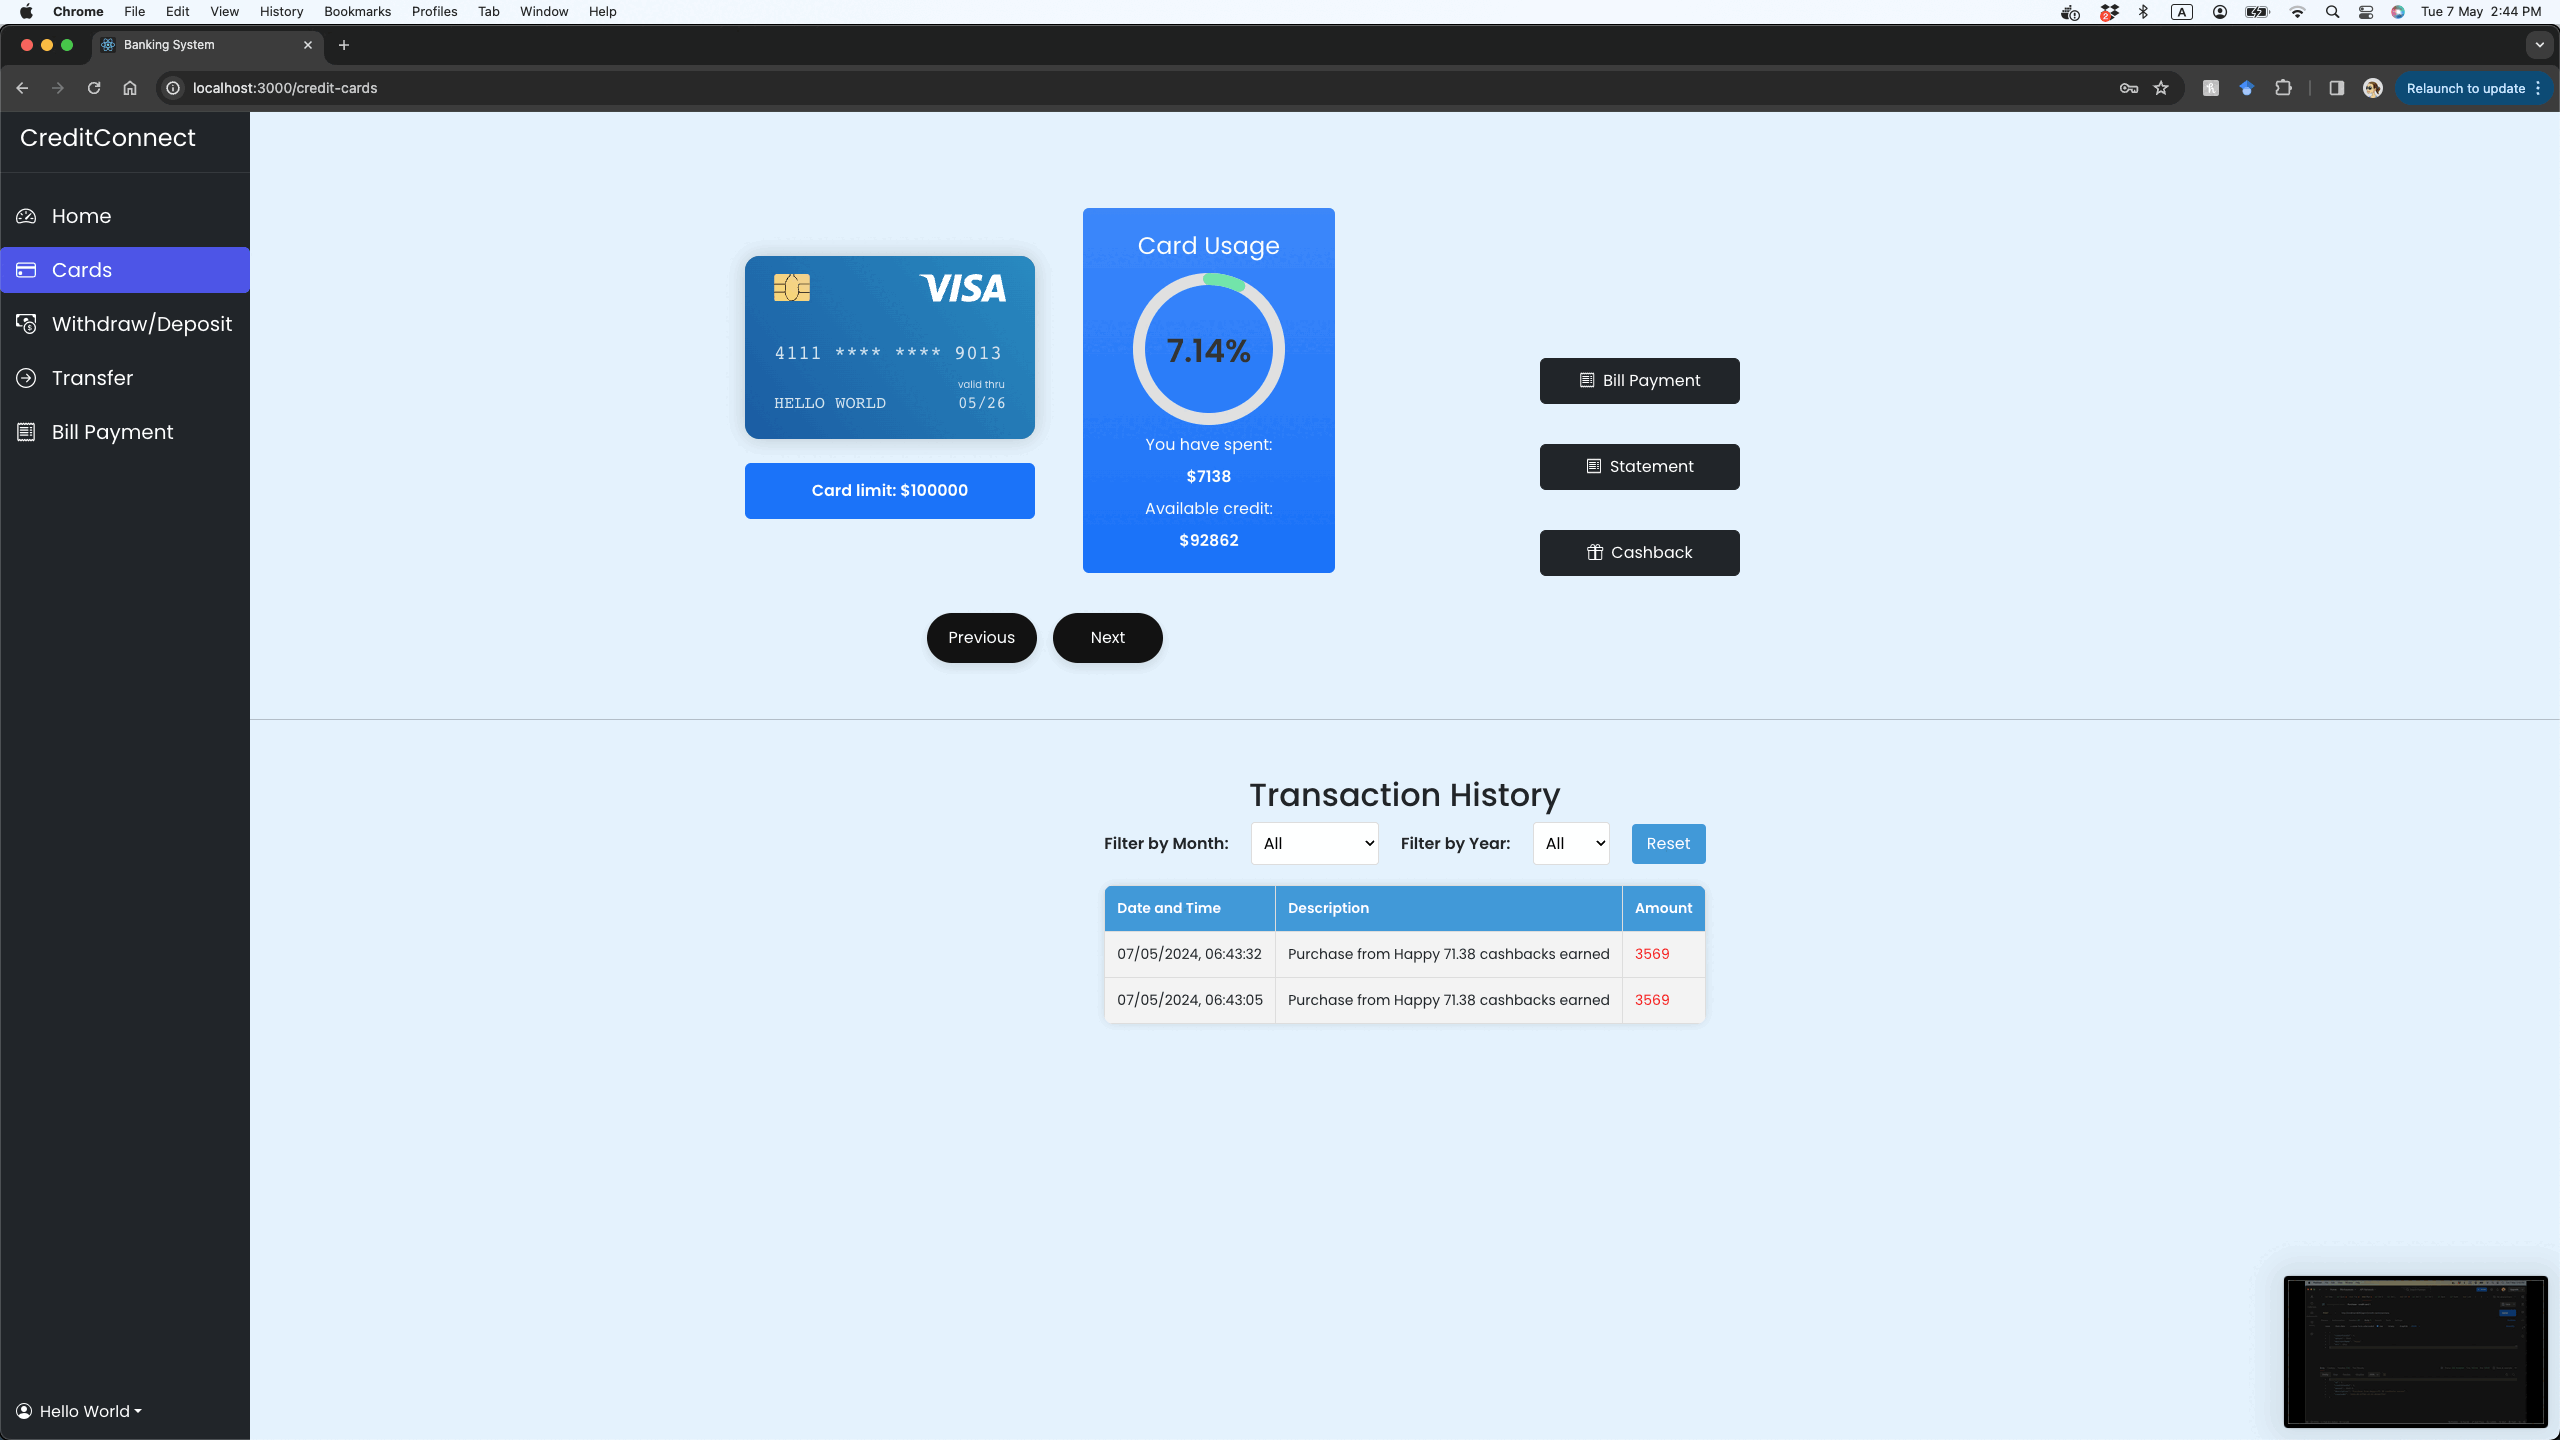 Chrome File Edit View History Bookmarks Profiles Tab Window Help
A Tue 7 May 2:44 PM
Banking System
localhost:3000/credit-cards
Relaunch to update
CreditConnect
Home
Cards
Withdraw/Deposit
Transfer
Bill Payment
Hello World
VISA
4111 **** **** 9013
valid thru
HELLO WORLD 05/26
Card limit: $100000
Card Usage
7.14%
You have spent:
$7138
Available credit:
$92862
Bill Payment
Statement
Cashback
Previous Next
Transaction History
Filter by Month: All Filter by Year: All Reset
Date and Time Description Amount
07/05/2024, 06:43:32 Purchase from Happy 71.38 cashbacks earned 3569
07/05/2024, 06:43:05 Purchase from Happy 71.38 cashbacks earned 3569